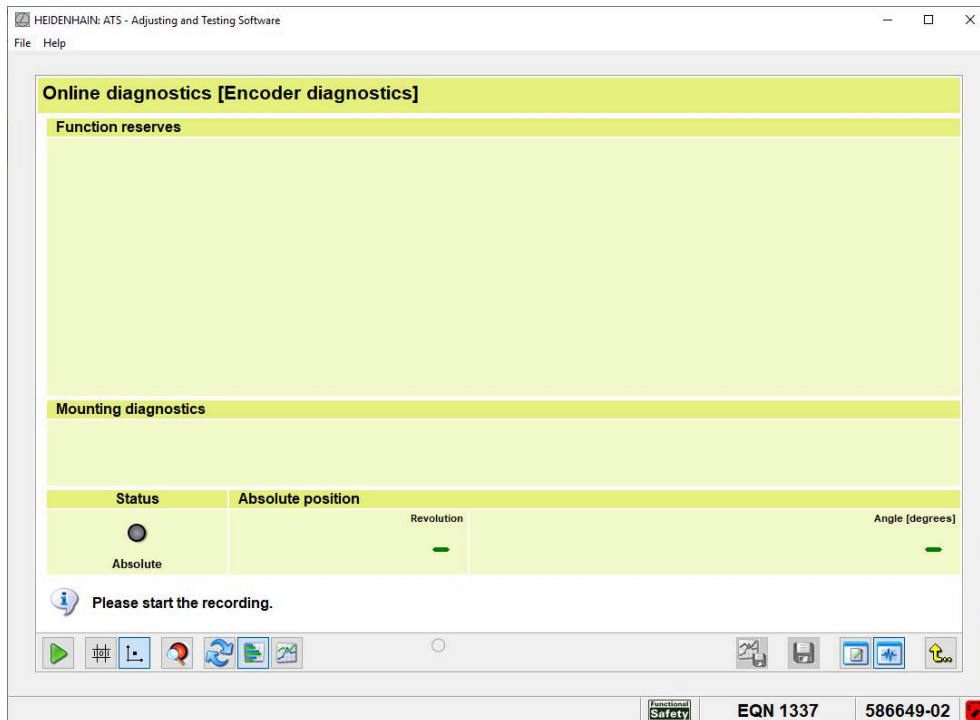 HEIDENHAIN: ATS - Adjusting and Testing Software
File Help
Online diagnostics [Encoder diagnostics]
Function reserves
Mounting diagnostics
Status Absolute position
Revolution Angle [degrees]
Absolute
Please start the recording.
Functional
Safety
EQN 1337 586649-02